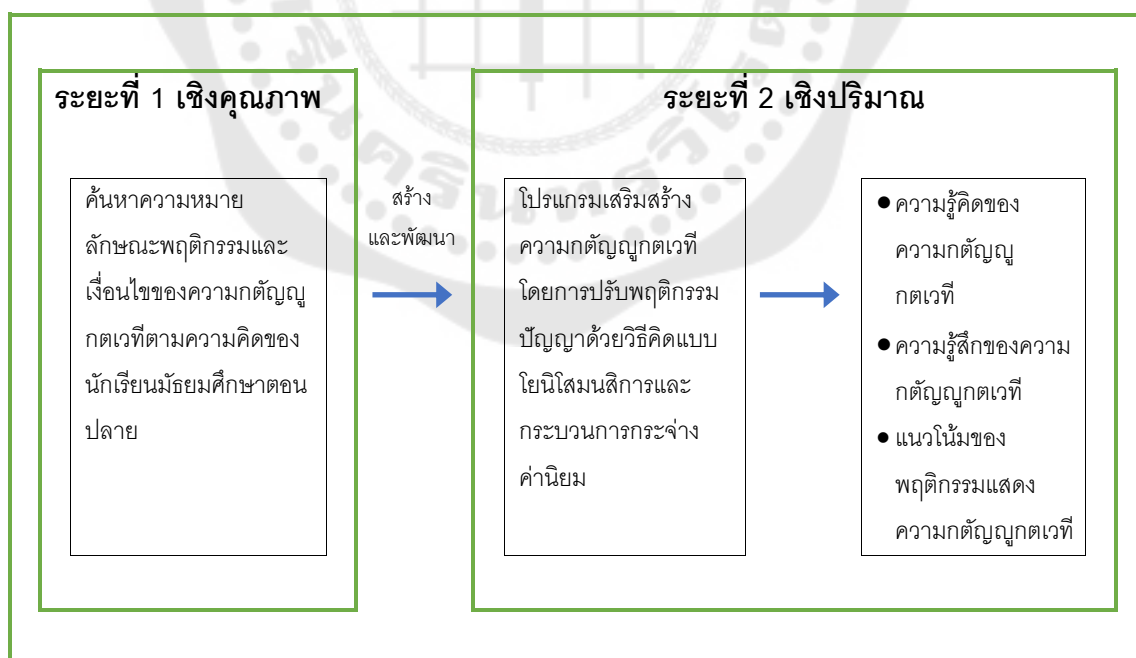 ระยะที่ 1 เชิงคุณภาพ
ค้นหาความหมาย
ลักษณะพฤติกรรมและ
เงื่อนไขของความกตัญญู
กตเวทีตามความคิดของ
นักเรียนมัธยมศึกษาตอน
ปลาย
สร้าง
และพัฒนา
ระยะที่ 2 เชิงปริมาณ
โปรแกรมเสริมสร้าง
ความกตัญญูกตเวที
โดยการปรับพฤติกรรม
ปัญญาด้วยวิธีคิดแบบ
โยนิโสมนสิการและ
กระบวนการกระจ่าง
ค่านิยม
● ความรู้คิดของ
ความกตัญญู
กตเวที
● ความรู้สึกของความ
กตัญญูกตเวที
● แนวโน้มของ
พฤติกรรมแสดง
ความกตัญญูกตเวที